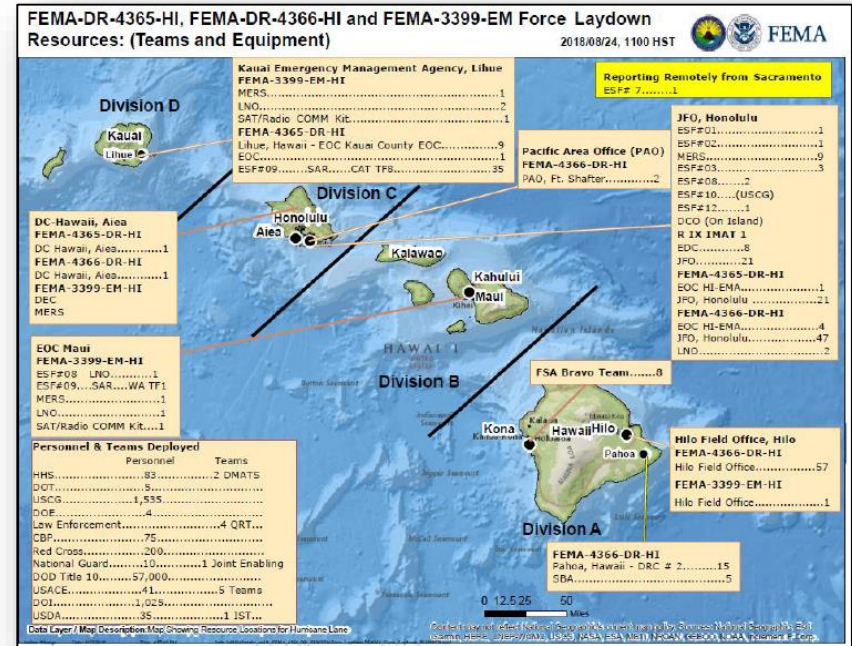 FEMA-DR-4365-HI, FEMA-DR-4366-HI and FEMA-3399-EM Force Laydown
Resources: (Teams and Equipment)
2018/08/24, 1100 HST
FEMA
Kauai Emergency Management Agency, Lihue
FEMA-3399-EM-HI
MERS...............................................1
LNO................................................2
SAT/Radio COMM Kit.................................1
FEMA-4365-DR-HI
Lihue, Hawaii - EOC Kauai County EOC..........9
EOC................................................1
ESF#09.......SAR......CAT TF8.....................35
Reporting Remotely from Sacramento
ESF# 7........1
Division D
Kauai
Lihue
Division C
Honolulu
Aiea
Pacific Area Office (PAO)
FEMA-4366-DR-HI
PAO, Ft. Shafter............2
JFO, Honolulu
ESF#01.........................1
ESF#02.........................1
MERS...........................9
ESF#03.........................3
ESF#08.......2
ESF#10....(USCG)
ESF#12........1
DCO (On Island)
R IX IMAT 1
EDC............8
JFO............21
FEMA-4365-DR-HI
EOC HI-EMA..................1
JFO, Honolulu ..............21
FEMA-4366-DR-HI
EOC HI-EMA..................4
JFO, Honolulu...............47
LNO.........................2
DC-Hawaii, Aiea
FEMA-4365-DR-HI
DC Hawaii, Aiea............1
FEMA-4366-DR-HI
DC Hawaii, Aiea............1
FEMA-3399-EM-HI
DEC
MERS
Kalawao
Kahului
Kihei
Maui
Hawaiian Islands
HAWAI'I
EOC Maui
FEMA-3399-EM-HI
ESF#08 LNO..........1
ESF#09....SAR....WA TF1
MERS....................1
LNO.....................1
SAT/Radio COMM Kit....1
Division B
FSA Bravo Team.......8
Kona
Kalaoa
Holualoa
Hawaii
Hilo
Pahoa
MAUNA LOA
Division A
Hilo Field Office, Hilo
FEMA-4366-DR-HI
Hilo Field Office...............57
FEMA-3399-EM-HI
Hilo Field Office...............1
FEMA-4366-DR-HI
Pahoa, Hawaii - DRC # 2........15
SBA.............................5
Personnel & Teams Deployed
Personnel Teams
HHS....................83..............2 DMATS
DOT....................5....................
USCG...............1,535....................
DOE....................4....................
Law Enforcement.......................4 QRT...
CBP....................75...................
Red Cross.............200...................
National Guard.........10..........1 Joint Enabling
DOD Title 10.......57,000...................
USACE..................41..............5 Teams
DOI.................1,025...................
USDA...................35..............1 IST...
0 12.5 25 50
Miles
Data Layer / Map Description: Map Showing Resource Locations for Hurricane Lane